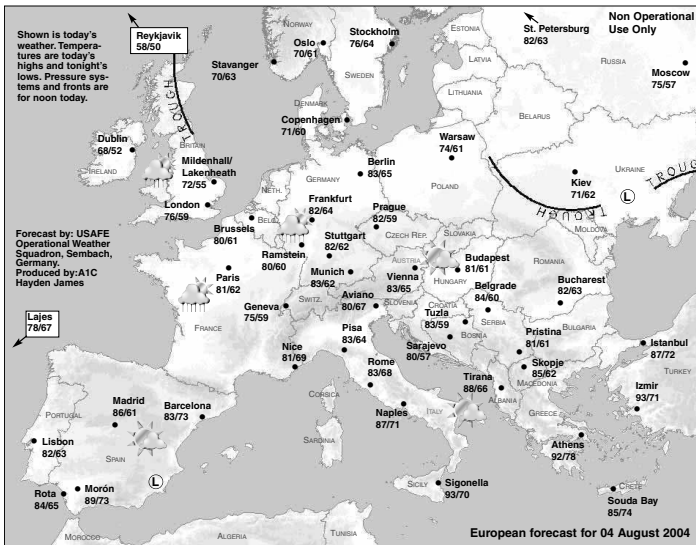 Shown is today's
weather. Tempera-
tures are today's
highs and tonight's
lows. Pressure sys-
tems and fronts are
for noon today.
Reykjavik
58/50
NORWAY
Oslo
70/61
Stockholm
76/64
Stavanger
70/63
SWEDEN
ESTONIA
LATVIA
LITHUANIA
St. Petersburg
82/63
Non Operational
Use Only
RUSSIA
Moscow
75/57
TROUGH
DENMARK
Copenhagen
71/60
BELARUS
Dublin
68/52
IRELAND
BRITAIN
Mildenhall/
Lakenheath
72/55
London
76/59
NETH.
GERMANY
Berlin
83/65
Warsaw
74/61
POLAND
UKRAINE
Kiev
71/62
TROUGH
TROUGH
L
Forecast by: USAFE
Operational Weather
Squadron, Sembach,
Germany.
Produced by:A1C
Hayden James
Brussels
80/61
BELG.
Frankfurt
82/64
Prague
82/59
CZECH REP.
SLOVAKIA
MOLDOVA
Ramstein
80/60
Stuttgart
82/62
Munich
83/62
AUSTRIA
Vienna
83/65
Budapest
81/61
HUNGARY
ROMANIA
Paris
81/62
FRANCE
Geneva
75/59
SWITZ.
Aviano
80/67
SLOVENIA
CROATIA
Belgrade
84/60
Bucharest
82/63
Lajes
78/67
Pisa
83/64
Tuzla
83/59
BOSNIA
SERBIA
BULGARIA
Nice
81/69
Sarajevo
80/57
Pristina
81/61
Istanbul
87/72
TURKEY
Rome
83/68
Skopje
85/62
MACEDONIA
Tirana
88/66
ALBANIA
Izmir
93/71
PORTUGAL
Madrid
86/61
Barcelona
83/73
CORSICA
Naples
87/71
ITALY
GREECE
Lisbon
82/63
SPAIN
SARDINIA
Athens
92/78
Rota
84/65
Morón
89/73
L
SICILY
Sigonella
93/70
CRETE
Souda Bay
85/74
MOROCCO
ALGERIA
TUNISIA
European forecast for 04 August 2004